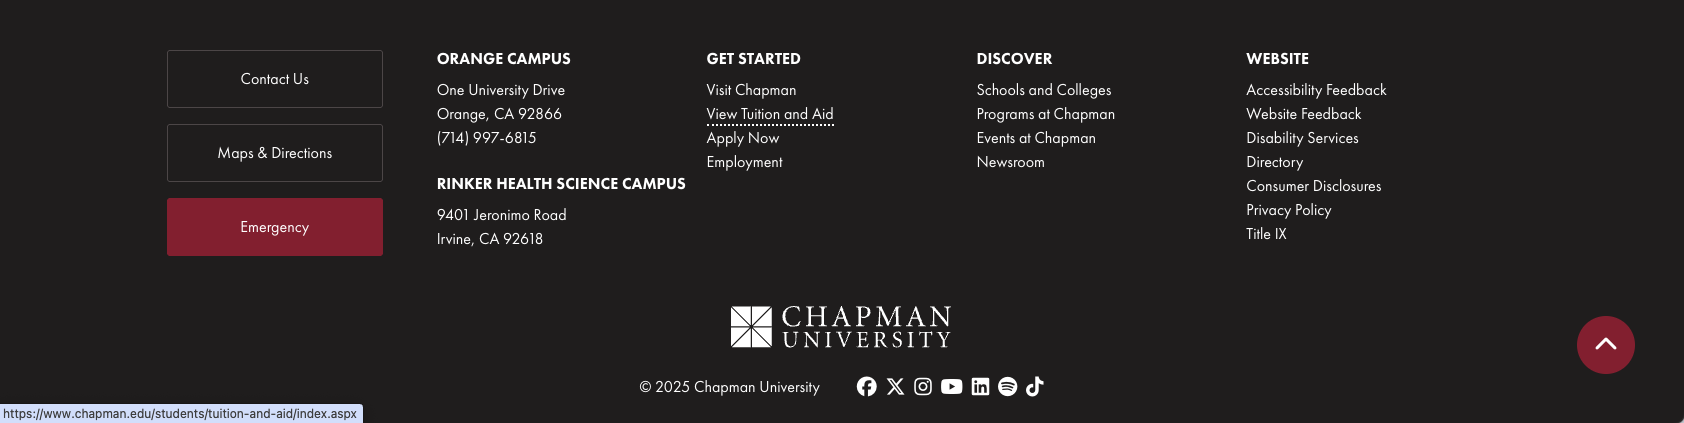 Contact Us
Maps & Directions
Emergency
ORANGE CAMPUS
One University Drive
Orange, CA 92866
(714) 997-6815
RINKER HEALTH SCIENCE CAMPUS
9401 Jeronimo Road
Irvine, CA 92618
GET STARTED
Visit Chapman
View Tuition and Aid
Apply Now
Employment
DISCOVER
Schools and Colleges
Programs at Chapman
Events at Chapman
Newsroom
WEBSITE
Accessibility Feedback
Website Feedback
Disability Services
Directory
Consumer Disclosures
Privacy Policy
Title IX
CHAPMAN
UNIVERSITY
© 2025 Chapman University
https://www.chapman.edu/students/tuition-and-aid/index.aspx